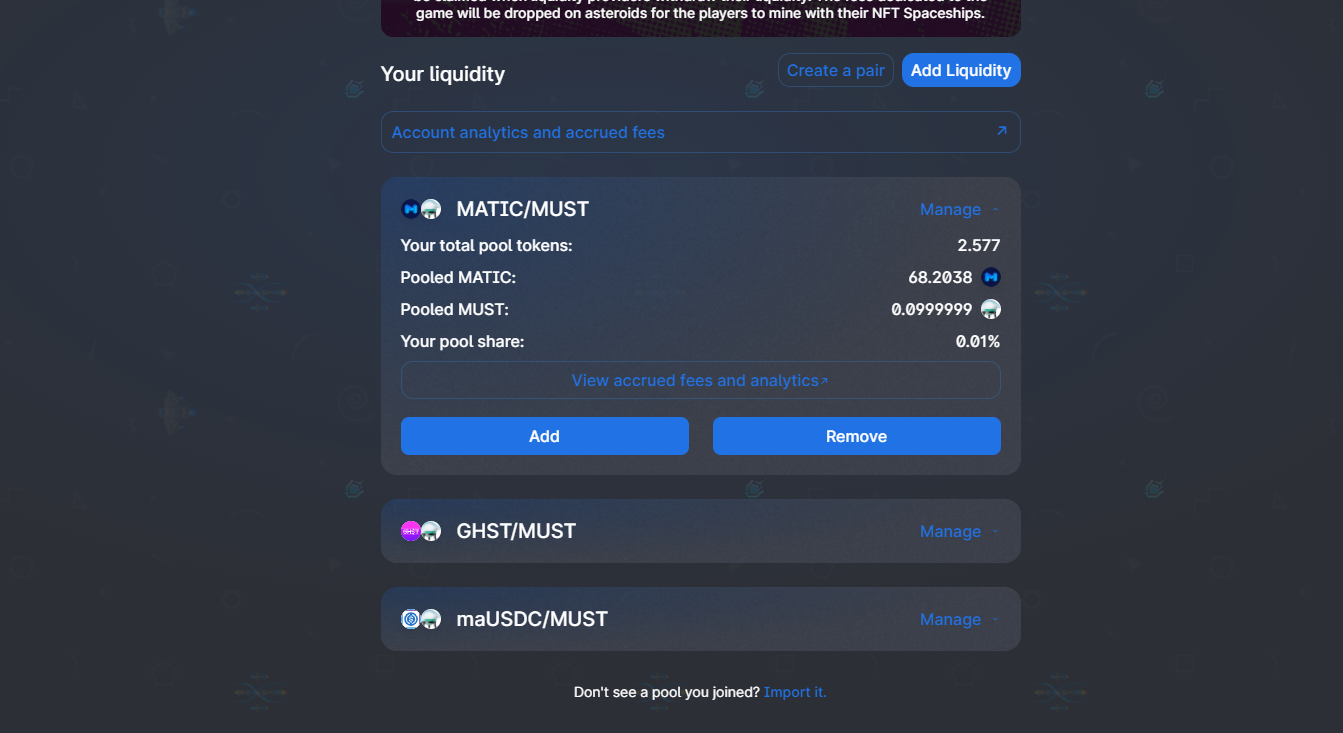 game will be dropped on asteroids for the players to mine with their NFT Spaceships.
Your liquidity
Create a pair
Add Liquidity
Account analytics and accrued fees ↗
MATIC/MUST
Manage
Your total pool tokens: 2.577
Pooled MATIC: 68.2038
Pooled MUST: 0.0999999
Your pool share: 0.01%
View accrued fees and analytics↗
Add
Remove
GHST
GHST/MUST
Manage
maUSDC/MUST
Manage
Don't see a pool you joined? Import it.